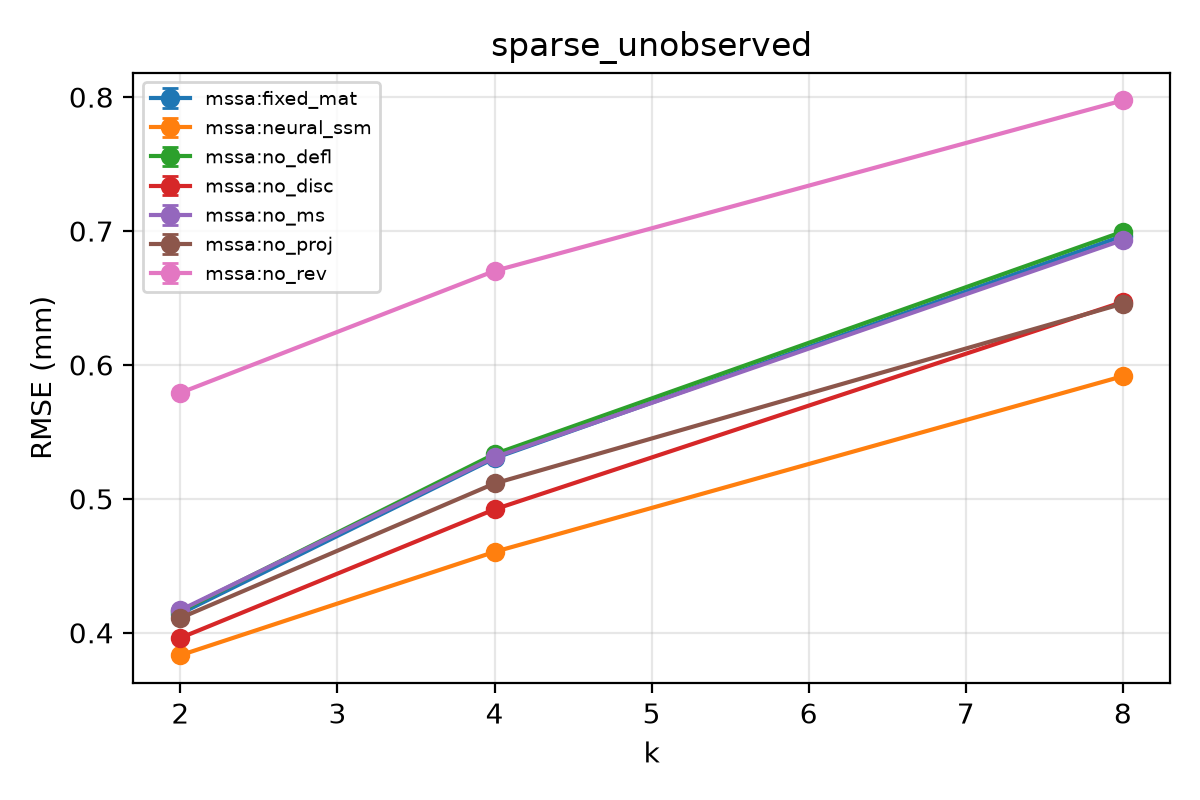 sparse_unobserved
mssa:fixed_mat
mssa:neural_ssm
mssa:no_defl
mssa:no_disc
mssa:no_ms
mssa:no_proj
mssa:no_rev
RMSE (mm)
0.8
0.7
0.6
0.5
0.4
2 3 4 5 6 7 8
k